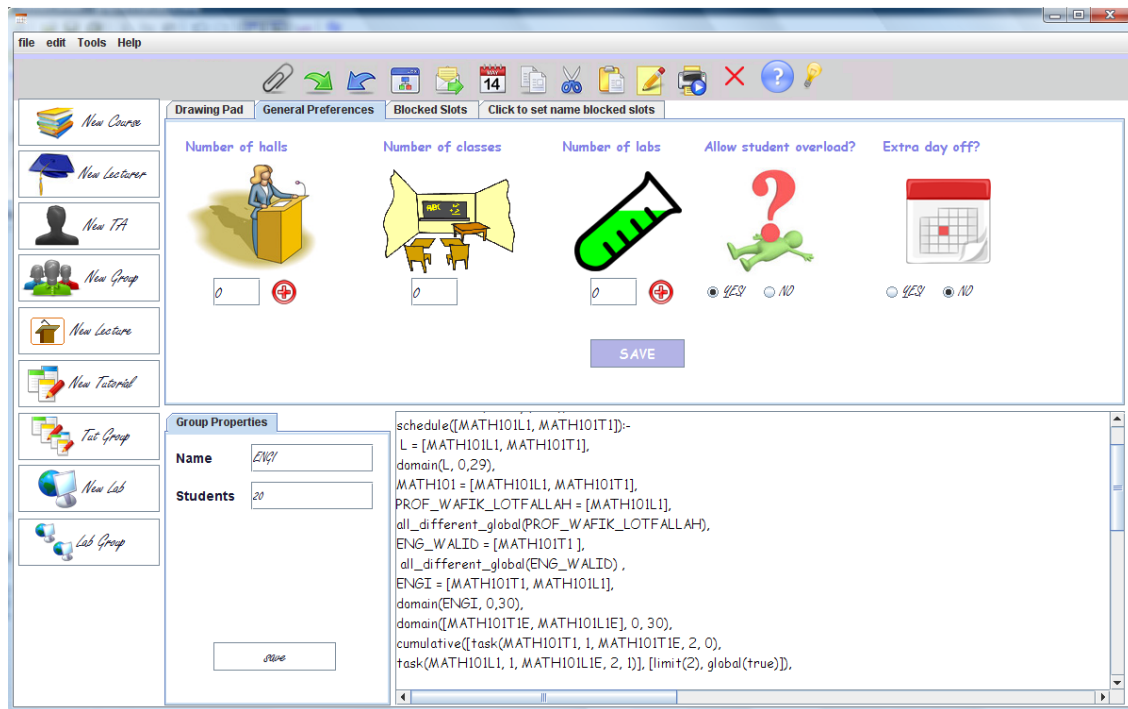 file edit Tools Help
MAY
14
New Course
New Lecturer
New TA
New Group
New Lecture
New Tutorial
Tut Group
New Lab
Lab Group
Drawing Pad General Preferences Blocked Slots Click to set name blocked slots
Number of halls Number of classes Number of labs Allow student overload? Extra day off?
ABC
0 0 0 YES! NO YES! NO
SAVE
Group Properties
Name ENGI
Students 20
save
schedule([MATH101L1, MATH101T1]):-
L = [MATH101L1, MATH101T1],
domain(L, 0,29),
MATH101 = [MATH101L1, MATH101T1],
PROF_WAFIK_LOTFALLAH = [MATH101L1],
all_different_global(PROF_WAFIK_LOTFALLAH),
ENG_WALID = [MATH101T1 ],
all_different_global(ENG_WALID) ,
ENGI = [MATH101T1, MATH101L1],
domain(ENGI, 0,30),
domain([MATH101T1E, MATH101L1E], 0, 30),
cumulative([task(MATH101T1, 1, MATH101T1E, 2, 0),
task(MATH101L1, 1, MATH101L1E, 2, 1)], [limit(2), global(true)]),